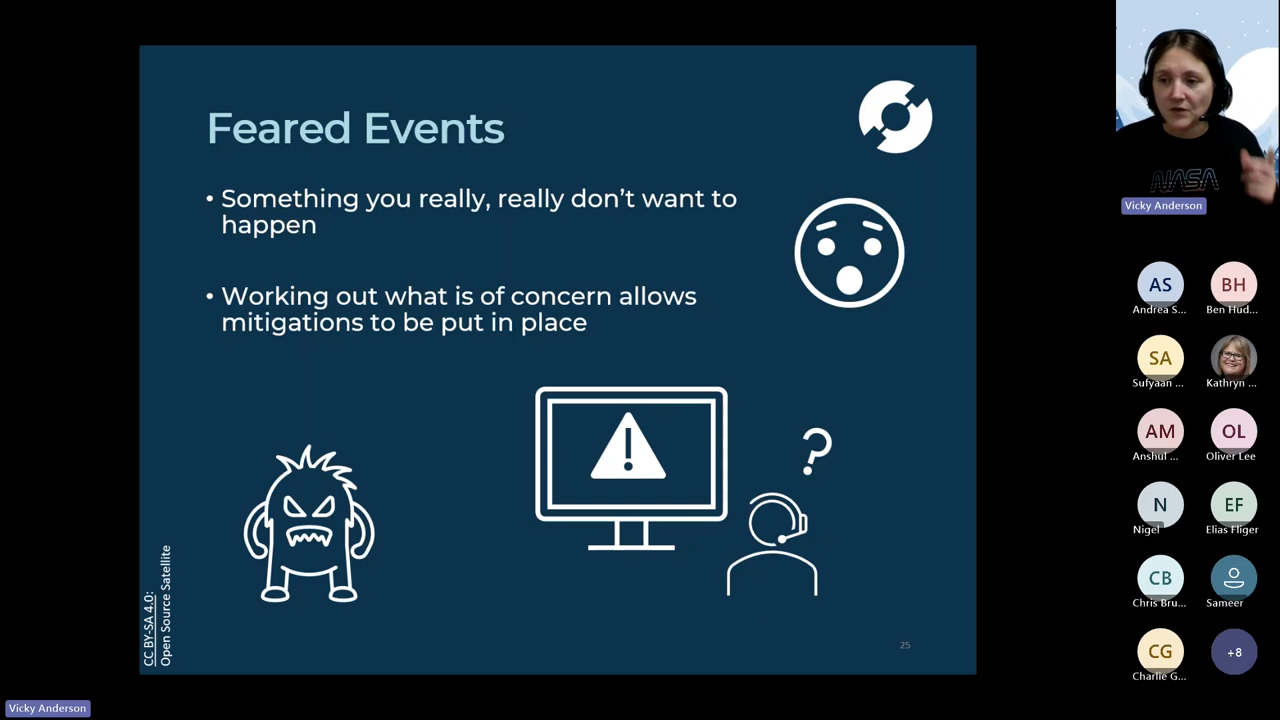 Feared Events
• Something you really, really don't want to
happen
• Working out what is of concern allows
mitigations to be put in place
?
CC BY-SA 4.0:
Open Source Satellite
25
NASA
Vicky Anderson
AS
Andrea S...
BH
Ben Hud...
SA
Sufyaan ...
Kathryn ...
AM
Anshul ...
OL
Oliver Lee
N
Nigel
EF
Elias Fliger
CB
Chris Bru...
Sameer
CG
Charlie G...
+8
Vicky Anderson